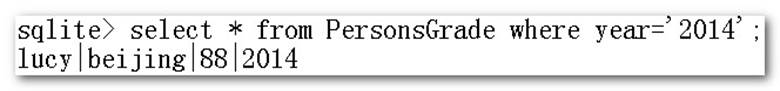 sqlite> select * from PersonsGrade where year='2014';
lucy|beijing|88|2014